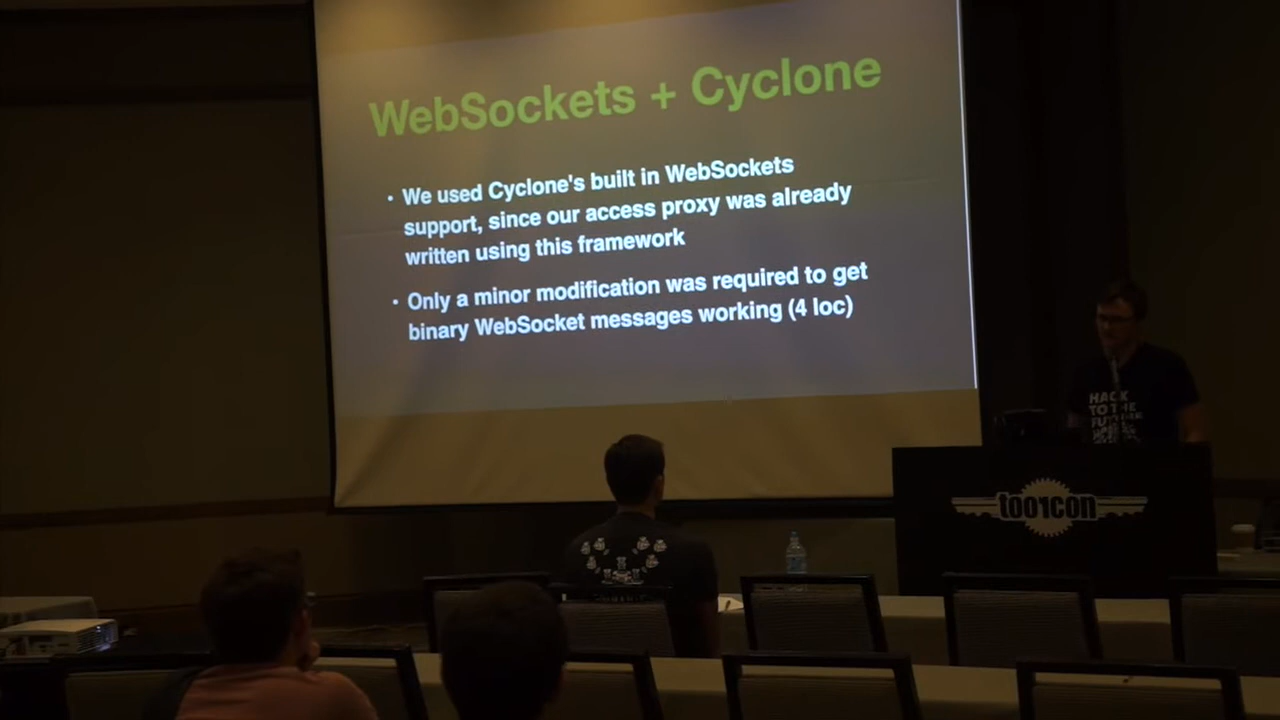 WebSockets + Cyclone
• We used Cyclone's built in WebSockets
support, since our access proxy was already
written using this framework
• Only a minor modification was required to get
binary WebSocket messages working (4 loc)
HACK
TO THE
FUTURE
too1con